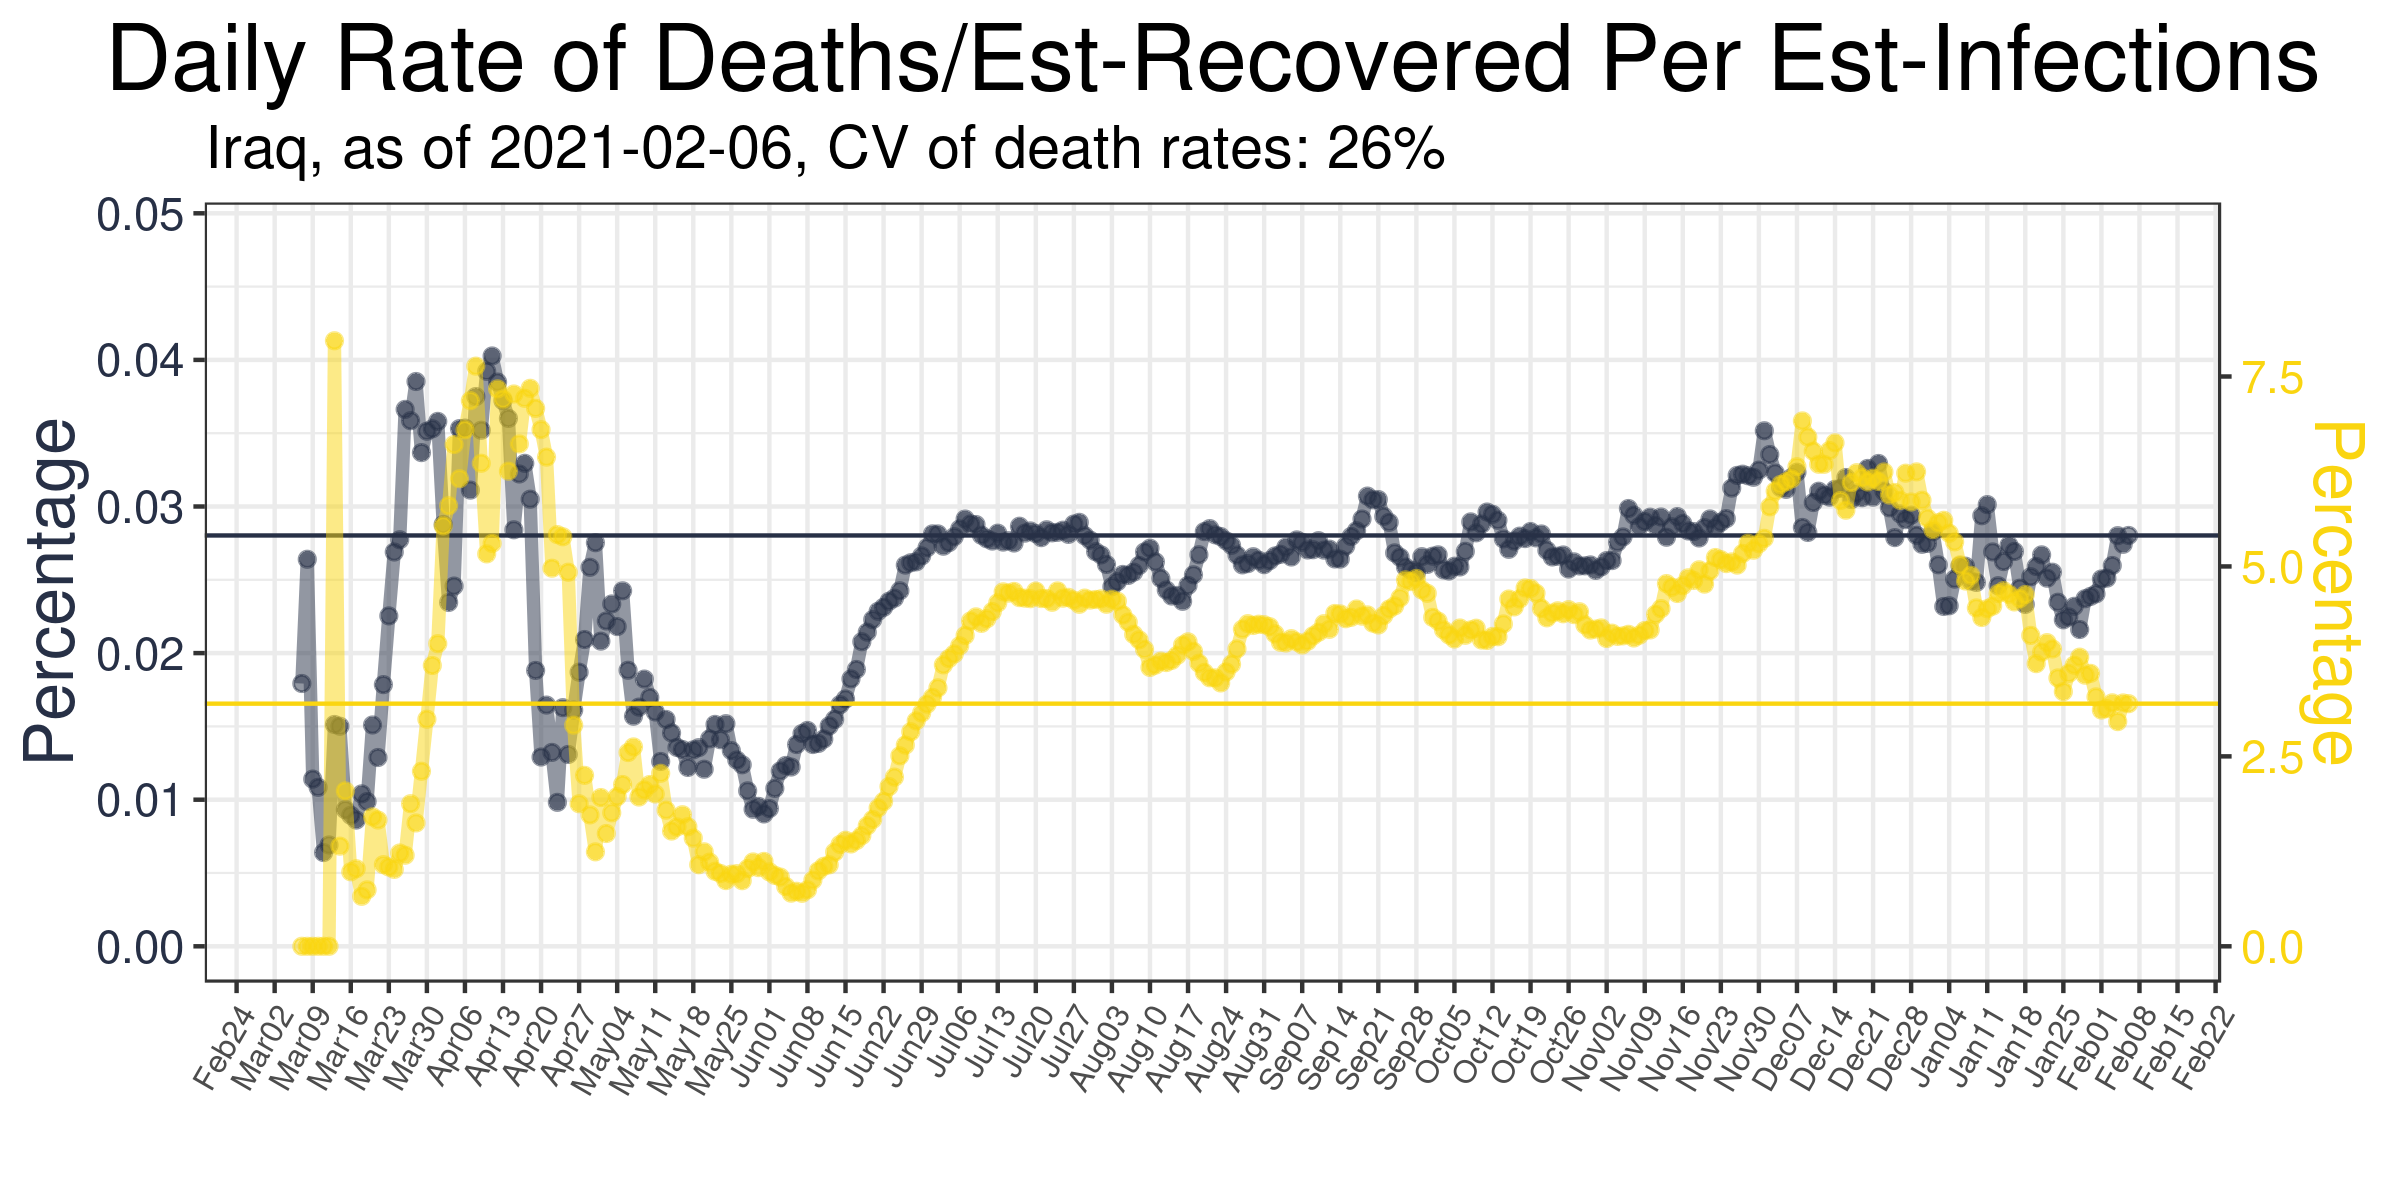 Daily Rate of Deaths/Est-Recovered Per Est-Infections
Iraq, as of 2021-02-06, CV of death rates: 26%
Percentage
0.05
0.04
0.03
0.02
0.01
0.00
7.5
5.0
2.5
0.0
Percentage
Feb24 Mar02 Mar09 Mar16 Mar23 Mar30 Apr06 Apr13 Apr20 Apr27 May04 May11 May18 May25 Jun01 Jun08 Jun15 Jun22 Jun29 Jul06 Jul13 Jul20 Jul27 Aug03 Aug10 Aug17 Aug24 Aug31 Sep07 Sep14 Sep21 Sep28 Oct05 Oct12 Oct19 Oct26 Nov02 Nov09 Nov16 Nov23 Nov30 Dec07 Dec14 Dec21 Dec28 Jan04 Jan11 Jan18 Jan25 Feb01 Feb08 Feb15 Feb22